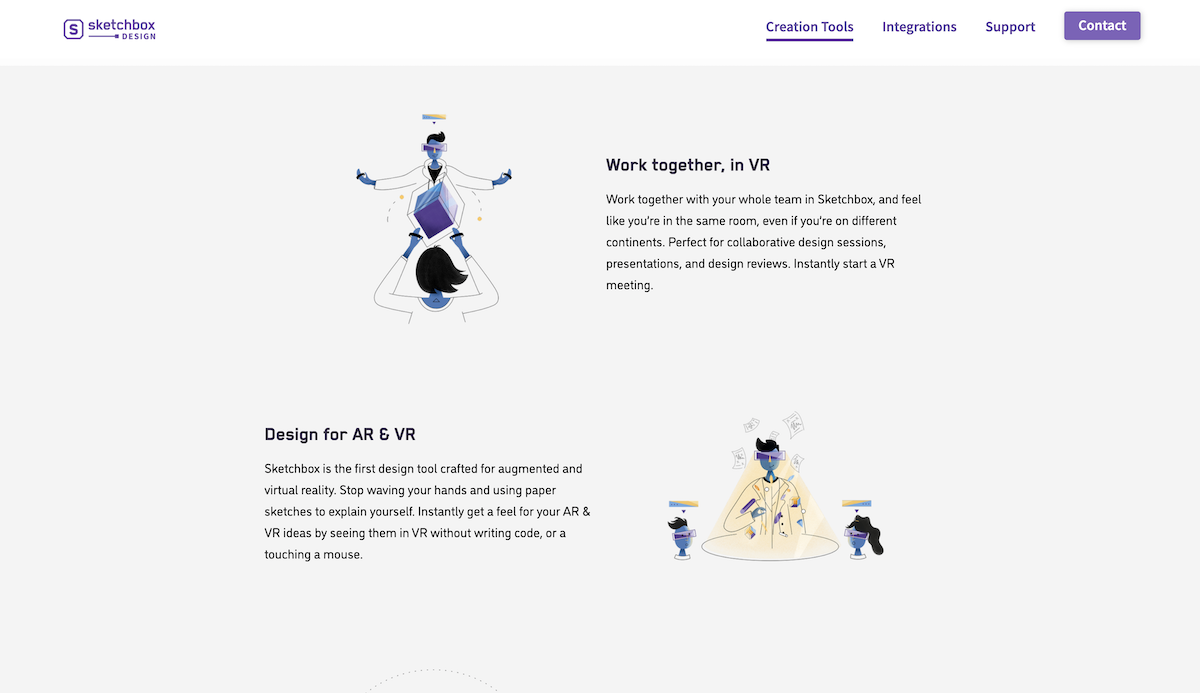 S sketchbox
DESIGN
Creation Tools
Integrations
Support
Contact
Work together, in VR
Work together with your whole team in Sketchbox, and feel
like you're in the same room, even if you're on different
continents. Perfect for collaborative design sessions,
presentations, and design reviews. Instantly start a VR
meeting.
Design for AR & VR
Sketchbox is the first design tool crafted for augmented and
virtual reality. Stop waving your hands and using paper
sketches to explain yourself. Instantly get a feel for your AR &
VR ideas by seeing them in VR without writing code, or a
touching a mouse.